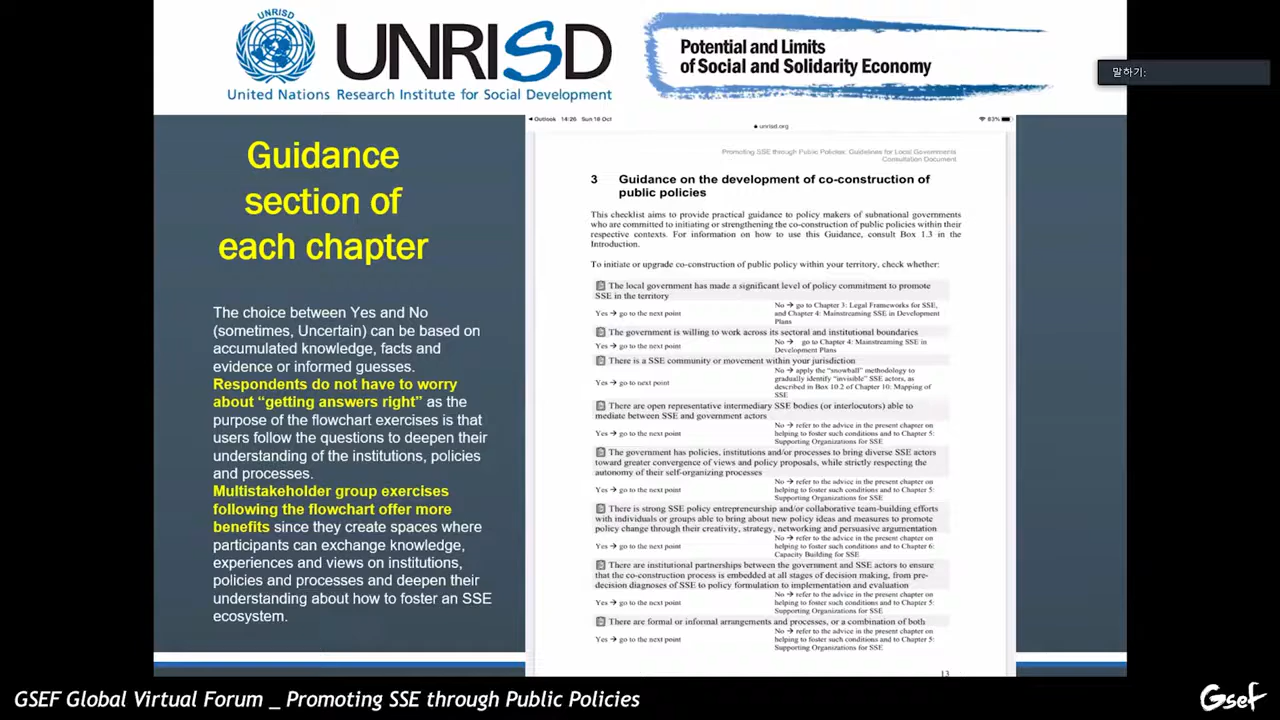 UNRISD
United Nations Research Institute for Social Development
Potential and Limits
of Social and Solidarity Economy
말하기:
Guidance
section of
each chapter
The choice between Yes and No
(sometimes, Uncertain) can be based on
accumulated knowledge, facts and
evidence or informed guesses.
Respondents do not have to worry
about “getting answers right” as the
purpose of the flowchart exercises is that
users follow the questions to deepen their
understanding of the institutions, policies
and processes.
Multistakeholder group exercises
following the flowchart offer more
benefits since they create spaces where
participants can exchange knowledge,
experiences and views on institutions,
policies and processes and deepen their
understanding about how to foster an SSE
ecosystem.
Outlook 14:26 Sun 18 Oct
83%
unrisd.org
Promoting SSE through Public Policies: Guidelines for Local Governments
Consultation Document
3 Guidance on the development of co-construction of
public policies
This checklist aims to provide practical guidance to policy makers of subnational governments
who are committed to initiating or strengthening the co-construction of public policies within their
respective contexts. For information on how to use this Guidance, consult Box 1.3 in the
Introduction.
To initiate or upgrade co-construction of public policy within your territory, check whether:
The local government has made a significant level of policy commitment to promote
SSE in the territory
Yes → go to the next point
No → go to Chapter 3: Legal Frameworks for SSE,
and Chapter 4: Mainstreaming SSE in Development
Plans
The government is willing to work across its sectoral and institutional boundaries
Yes → go to the next point
No → go to Chapter 4: Mainstreaming SSE in
Development Plans
There is a SSE community or movement within your jurisdiction
Yes → go to next point
No → apply the “snowball” methodology to
gradually identify “invisible” SSE actors, as
described in Box 10.2 of Chapter 10: Mapping of
SSE
There are open representative intermediary SSE bodies (or interlocutors) able to
mediate between SSE and government actors
Yes → go to the next point
No → refer to the advice in the present chapter on
helping to foster such conditions and to Chapter 5:
Supporting Organizations for SSE
The government has policies, institutions and/or processes to bring diverse SSE actors
toward greater convergence of views and policy proposals, while strictly respecting the
autonomy of their self-organizing processes
Yes → go to the next point
No → refer to the advice in the present chapter on
helping to foster such conditions and to Chapter 5:
Supporting Organizations for SSE
There is strong SSE policy entrepreneurship and/or collaborative team-building efforts
with individuals or groups able to bring about new policy ideas and measures to promote
policy change through their creativity, strategy, networking and persuasive argumentation
Yes → go to the next point
No → refer to the advice in the present chapter on
helping to foster such conditions and to Chapter 6:
Capacity Building for SSE
There are institutional partnerships between the government and SSE actors to ensure
that the co-construction process is embedded at all stages of decision making, from pre-
decision diagnoses of SSE to policy formulation to implementation and evaluation
Yes → go to the next point
No → refer to the advice in the present chapter on
helping to foster such conditions and to Chapter 5:
Supporting Organizations for SSE
There are formal or informal arrangements and processes, or a combination of both
Yes → go to the next point
No → refer to the advice in the present chapter on
helping to foster such conditions and to Chapter 5:
Supporting Organizations for SSE
13
GSEF Global Virtual Forum _ Promoting SSE through Public Policies
Gsef